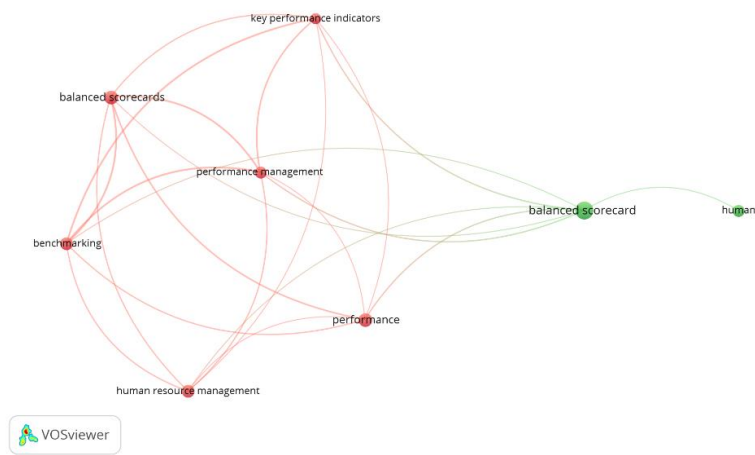 key performance indicators
balanced scorecards
performance management
balanced scorecard
human
benchmarking
performance
human resource management
VOSviewer